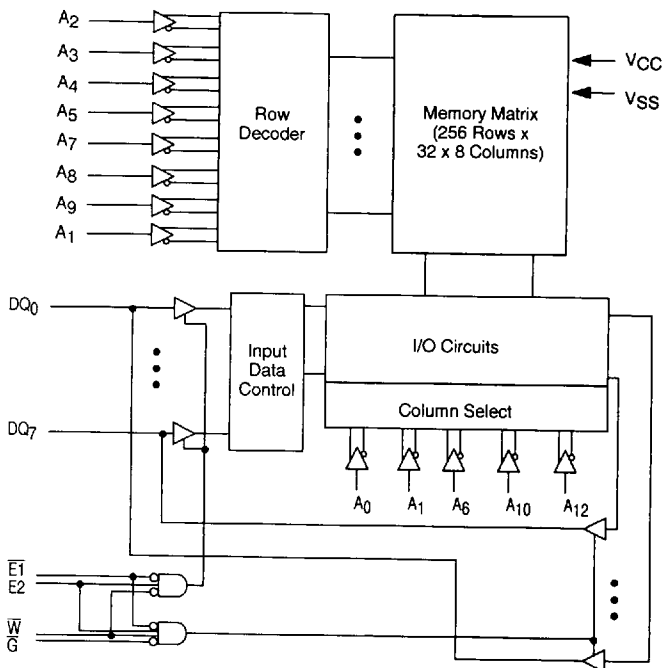 A2
A3
A4
A5
A7
A8
A9
A1
Row
Decoder
Memory Matrix
(256 Rows x
32 x 8 Columns)
VCC
VSS
DQ0
DQ7
Input
Data
Control
I/O Circuits
Column Select
A0
A1
A6
A10
A12
E1
E2
W
G